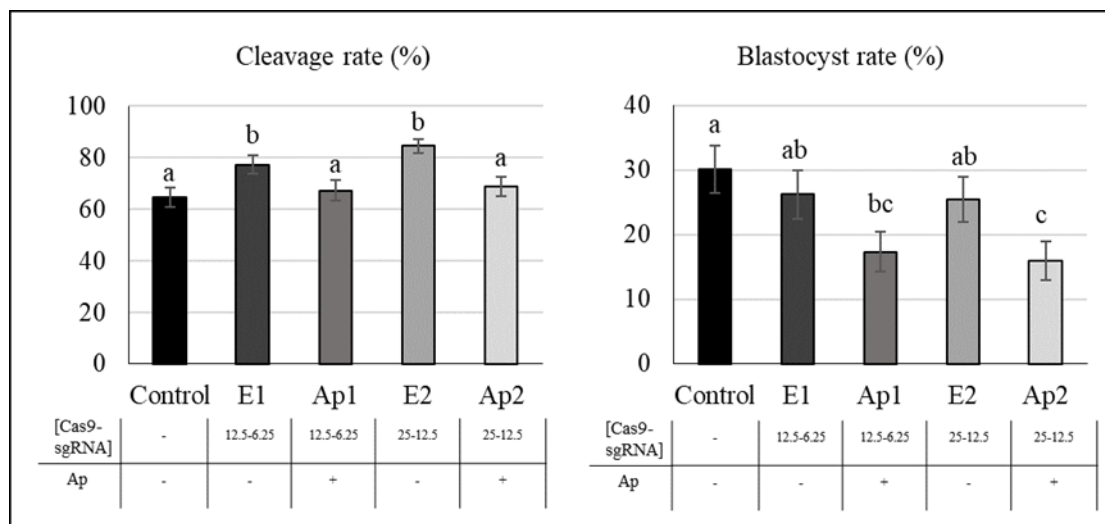 Cleavage rate (%)
100
80
60
40
20
0
a
b
a
b
a
Control E1 Ap1 E2 Ap2
[Cas9-
sgRNA]
- 12.5-6.25 12.5-6.25 25-12.5 25-12.5
Ap - - + - +
Blastocyst rate (%)
40
30
20
10
0
a
ab
bc
ab
c
Control E1 Ap1 E2 Ap2
[Cas9-
sgRNA]
- 12.5-6.25 12.5-6.25 25-12.5 25-12.5
Ap - - + - +